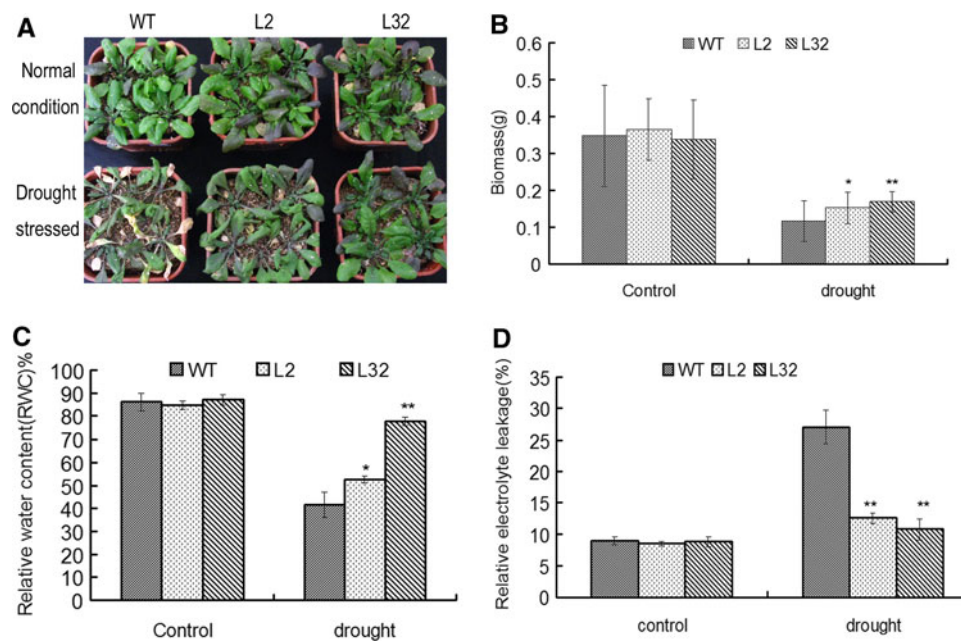 A
WT L2 L32
Normal
condition
Drought
stressed
B
WT L2 L32
Biomass(g)
0.6
0.5
0.4
0.3
0.2
0.1
0
* **
Control drought
C
WT L2 L32
Relative water content(RWC)%
100
90
80
70
60
50
40
30
20
10
0
* **
Control drought
D
WT L2 L32
Relative electrolyte leakage(%)
35
30
25
20
15
10
5
0
** **
control drought